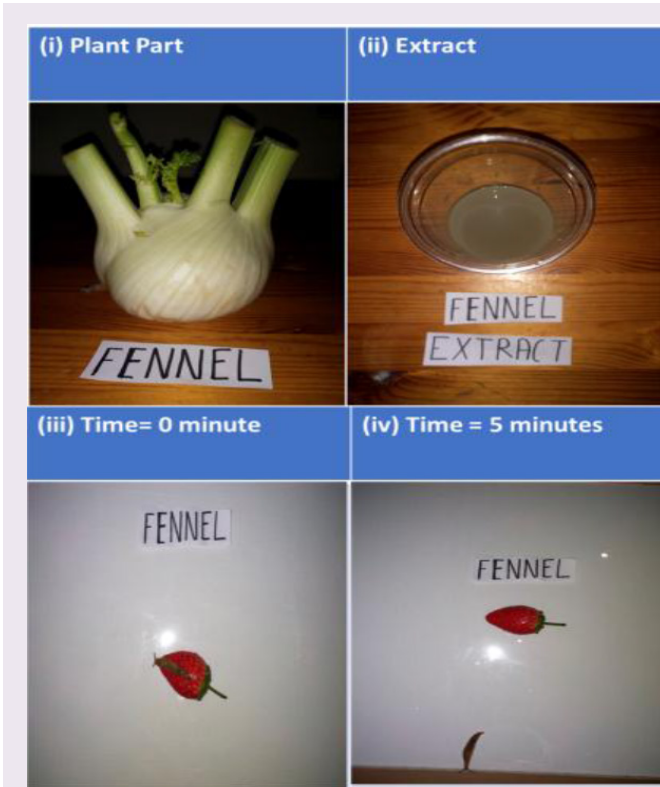 (i) Plant Part
(ii) Extract
FENNEL
FENNEL
EXTRACT
(iii) Time= 0 minute
(iv) Time = 5 minutes
FENNEL
FENNEL